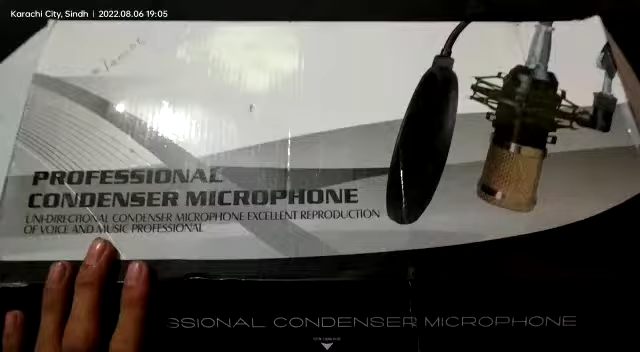 Karachi City, Sindh | 2022.08.06 19:05
PROFESSIONAL
CONDENSER MICROPHONE
UNI-DIRECTIONAL CONDENSER MICROPHONE EXCELLENT REPRODUCTION
OF VOICE AND MUSIC PROFESSIONAL
SSIONAL CONDENSER MICROPHONE